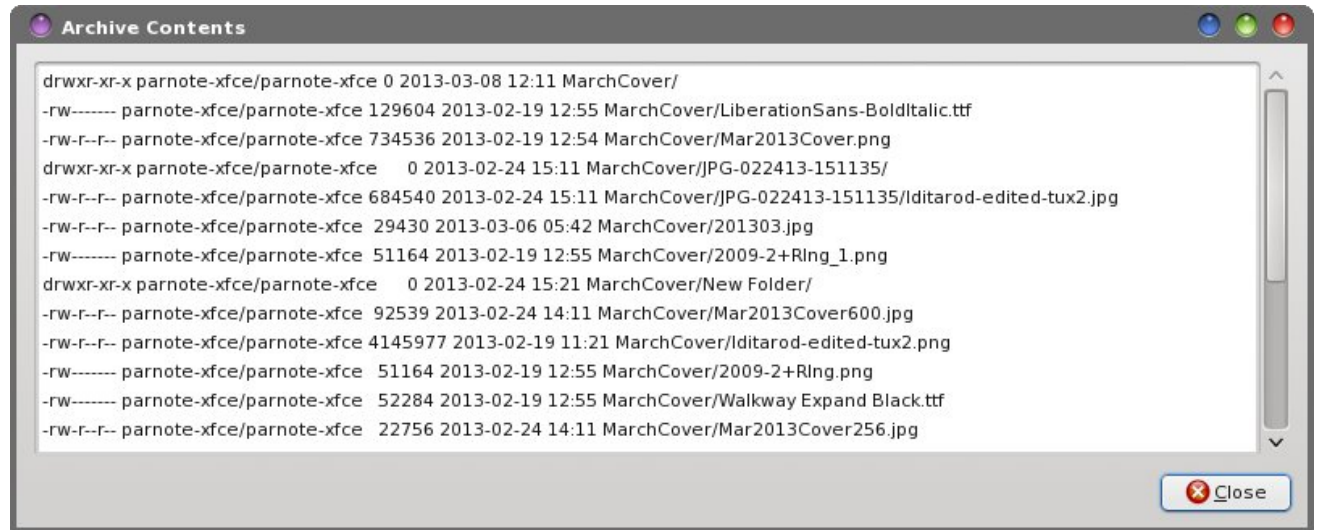 Archive Contents
drwxr-xr-x parnote-xfce/parnote-xfce 0 2013-03-08 12:11 MarchCover/
-rw------- parnote-xfce/parnote-xfce 129604 2013-02-19 12:55 MarchCover/LiberationSans-BoldItalic.ttf
-rw-r--r-- parnote-xfce/parnote-xfce 734536 2013-02-19 12:54 MarchCover/Mar2013Cover.png
drwxr-xr-x parnote-xfce/parnote-xfce 0 2013-02-24 15:11 MarchCover/JPG-022413-151135/
-rw-r--r-- parnote-xfce/parnote-xfce 684540 2013-02-24 15:11 MarchCover/JPG-022413-151135/Iditarod-edited-tux2.jpg
-rw-r--r-- parnote-xfce/parnote-xfce 29430 2013-03-06 05:42 MarchCover/201303.jpg
-rw------- parnote-xfce/parnote-xfce 51164 2013-02-19 12:55 MarchCover/2009-2+RIng_1.png
drwxr-xr-x parnote-xfce/parnote-xfce 0 2013-02-24 15:21 MarchCover/New Folder/
-rw-r--r-- parnote-xfce/parnote-xfce 92539 2013-02-24 14:11 MarchCover/Mar2013Cover600.jpg
-rw-r--r-- parnote-xfce/parnote-xfce 4145977 2013-02-19 11:21 MarchCover/Iditarod-edited-tux2.png
-rw------- parnote-xfce/parnote-xfce 51164 2013-02-19 12:55 MarchCover/2009-2+RIng.png
-rw------- parnote-xfce/parnote-xfce 52284 2013-02-19 12:55 MarchCover/Walkway Expand Black.ttf
-rw-r--r-- parnote-xfce/parnote-xfce 22756 2013-02-24 14:11 MarchCover/Mar2013Cover256.jpg
Close